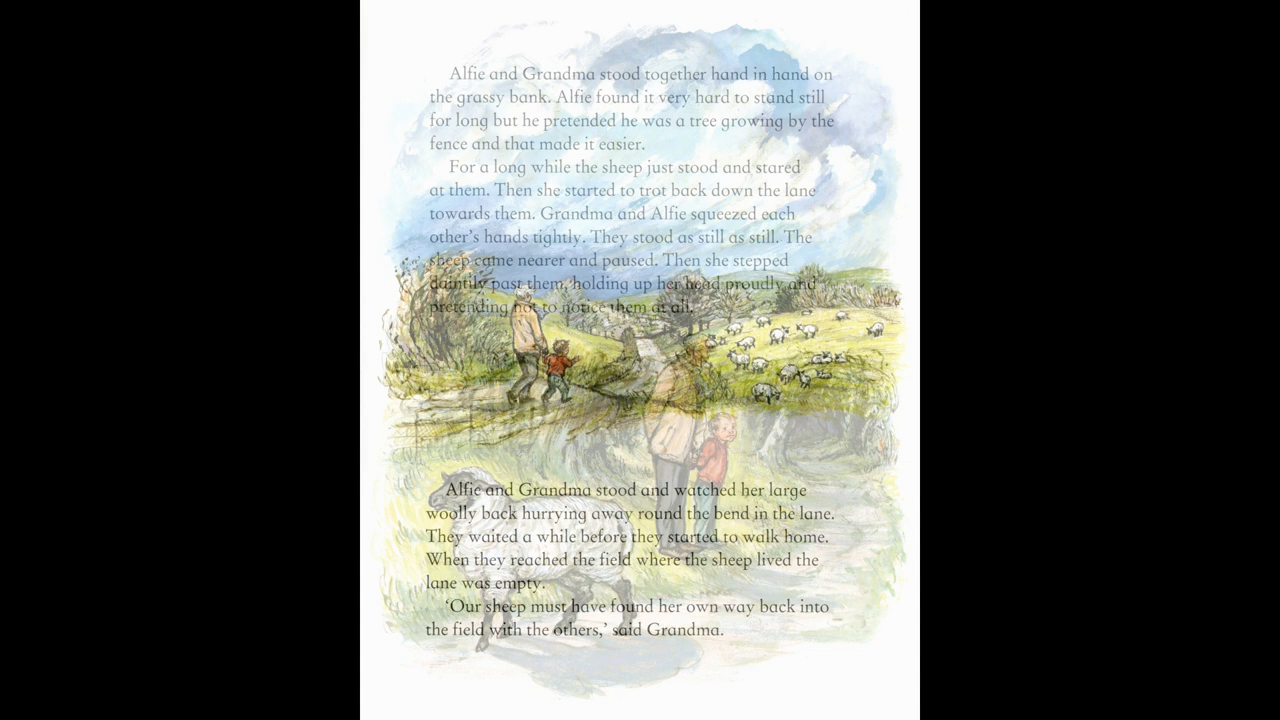 Alfie and Grandma stood together hand in hand on
the grassy bank. Alfie found it very hard to stand still
for long but he pretended he was a tree growing by the
fence and that made it easier.
For a long while the sheep just stood and stared
at them. Then she started to trot back down the lane
towards them. Grandma and Alfie squeezed each
other’s hands tightly. They stood as still as still. The
sheep came nearer and paused. Then she stepped
daintily past them, holding up her head proudly and
pretending not to notice them at all.
Alfie and Grandma stood and watched her large
woolly back hurrying away round the bend in the lane.
They waited a while before they started to walk home.
When they reached the field where the sheep lived the
lane was empty.
‘Our sheep must have found her own way back into
the field with the others,’ said Grandma.